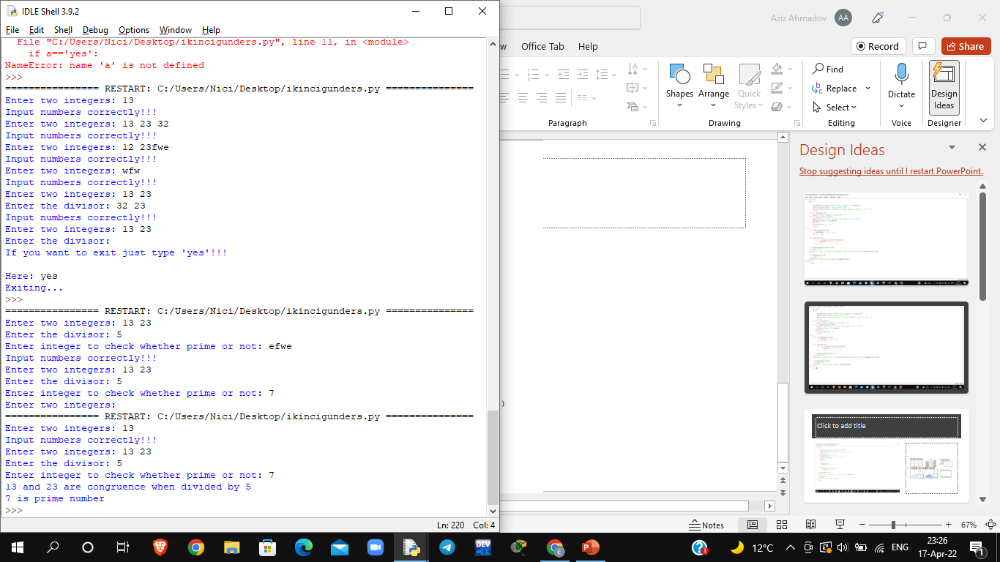 IDLE Shell 3.9.2
File Edit Shell Debug Options Window Help
File "C:/Users/Nici/Desktop/ikincigunders.py", line 11, in <module>
if a=='yes':
NameError: name 'a' is not defined
>>>
================ RESTART: C:/Users/Nici/Desktop/ikincigunders.py ===============
Enter two integers: 13
Input numbers correctly!!!
Enter two integers: 13 23 32
Input numbers correctly!!!
Enter two integers: 12 23fwe
Input numbers correctly!!!
Enter two integers: wfw
Input numbers correctly!!!
Enter two integers: 13 23
Enter the divisor: 32 23
Input numbers correctly!!!
Enter two integers: 13 23
Enter the divisor:
If you want to exit just type 'yes'!!!
Here: yes
Exiting...
>>>
================ RESTART: C:/Users/Nici/Desktop/ikincigunders.py ===============
Enter two integers: 13 23
Enter the divisor: 5
Enter integer to check whether prime or not: efwe
Input numbers correctly!!!
Enter two integers: 13 23
Enter the divisor: 5
Enter integer to check whether prime or not: 7
Enter two integers:
================ RESTART: C:/Users/Nici/Desktop/ikincigunders.py ===============
Enter two integers: 13
Input numbers correctly!!!
Enter two integers: 13 23
Enter the divisor: 5
Enter integer to check whether prime or not: 7
13 and 23 are congruence when divided by 5
7 is prime number
>>>
Ln: 220 Col: 4
Aziz Ahmadov AA
w Office Tab Help
Record
Share
Shapes Arrange Quick Styles
Find
Replace
Select
Dictate
Design Ideas
Paragraph Drawing Editing Voice Designer
)
Design Ideas
Stop suggesting ideas until I restart PowerPoint.
Click to add title
Notes
67%
DEV
E
12°C
ENG
23:26
17-Apr-22
1